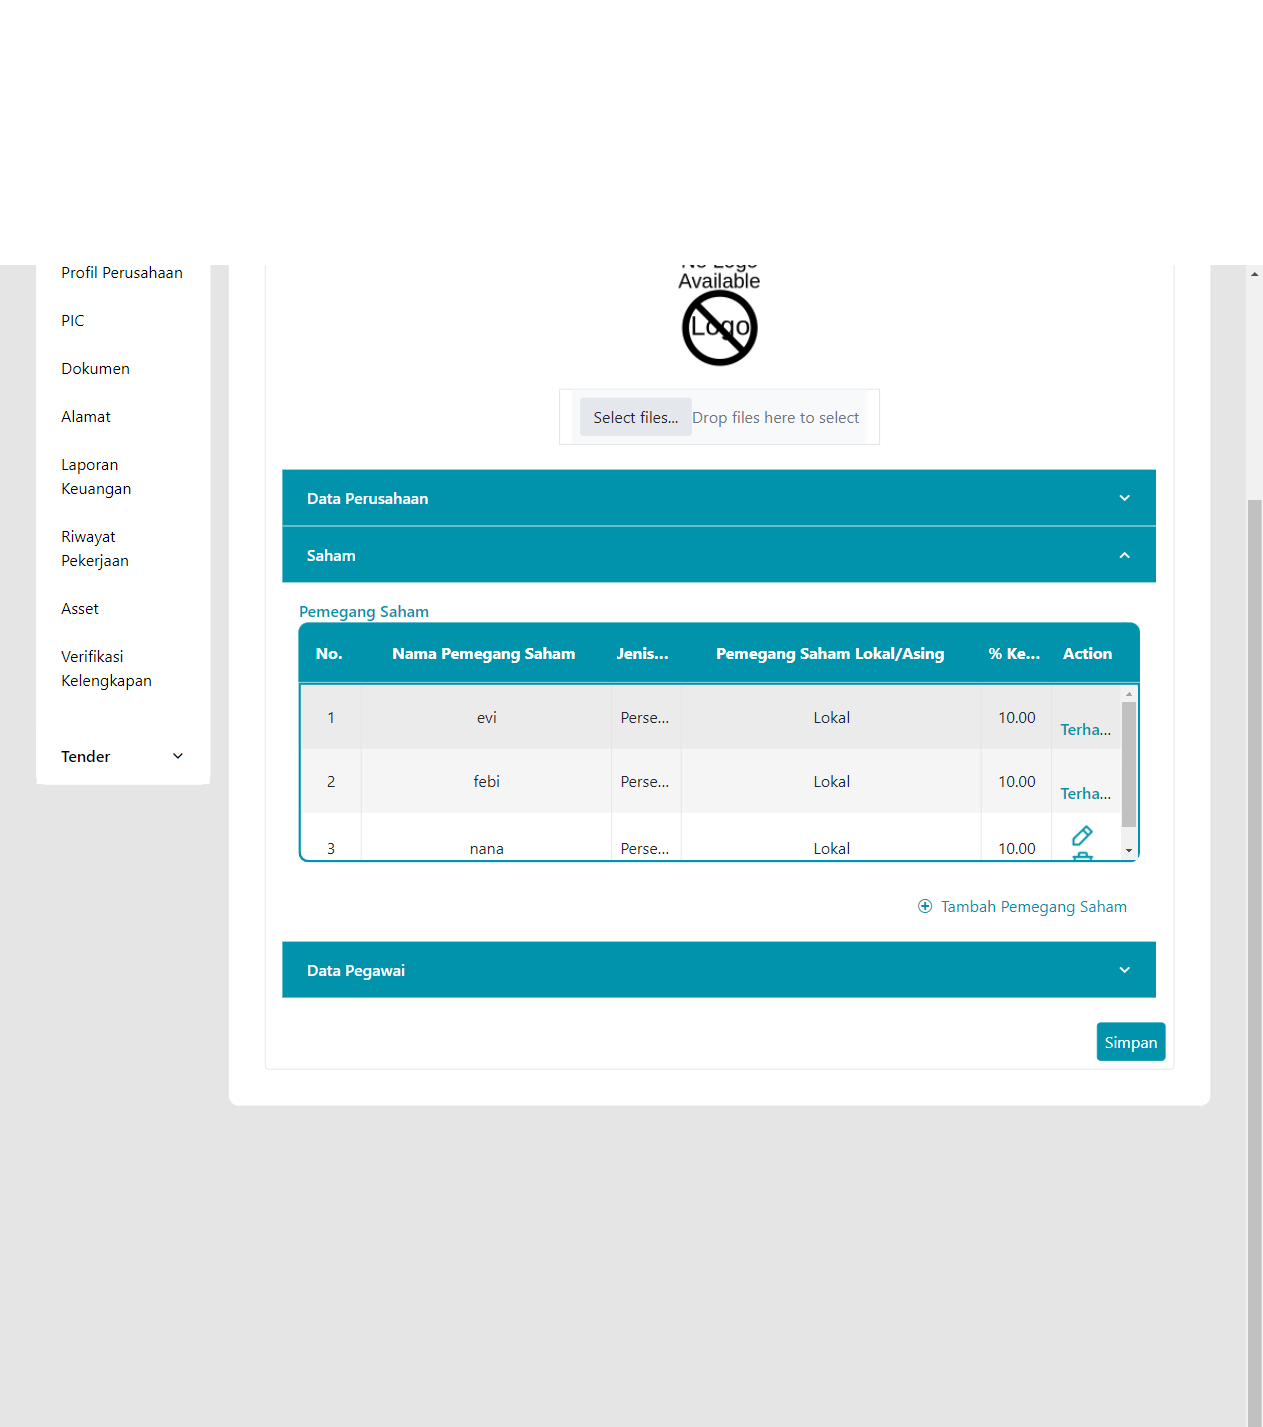 Profil Perusahaan
PIC
Dokumen
Alamat
Laporan
Keuangan
Riwayat
Pekerjaan
Asset
Verifikasi
Kelengkapan
Tender
Available
Logo
Select files...
Drop files here to select
Data Perusahaan
Saham
Pemegang Saham
No. Nama Pemegang Saham Jenis... Pemegang Saham Lokal/Asing % Ke... Action
1 evi Perse... Lokal 10.00 Terha...
2 febi Perse... Lokal 10.00 Terha...
3 nana Perse... Lokal 10.00
Tambah Pemegang Saham
Data Pegawai
Simpan